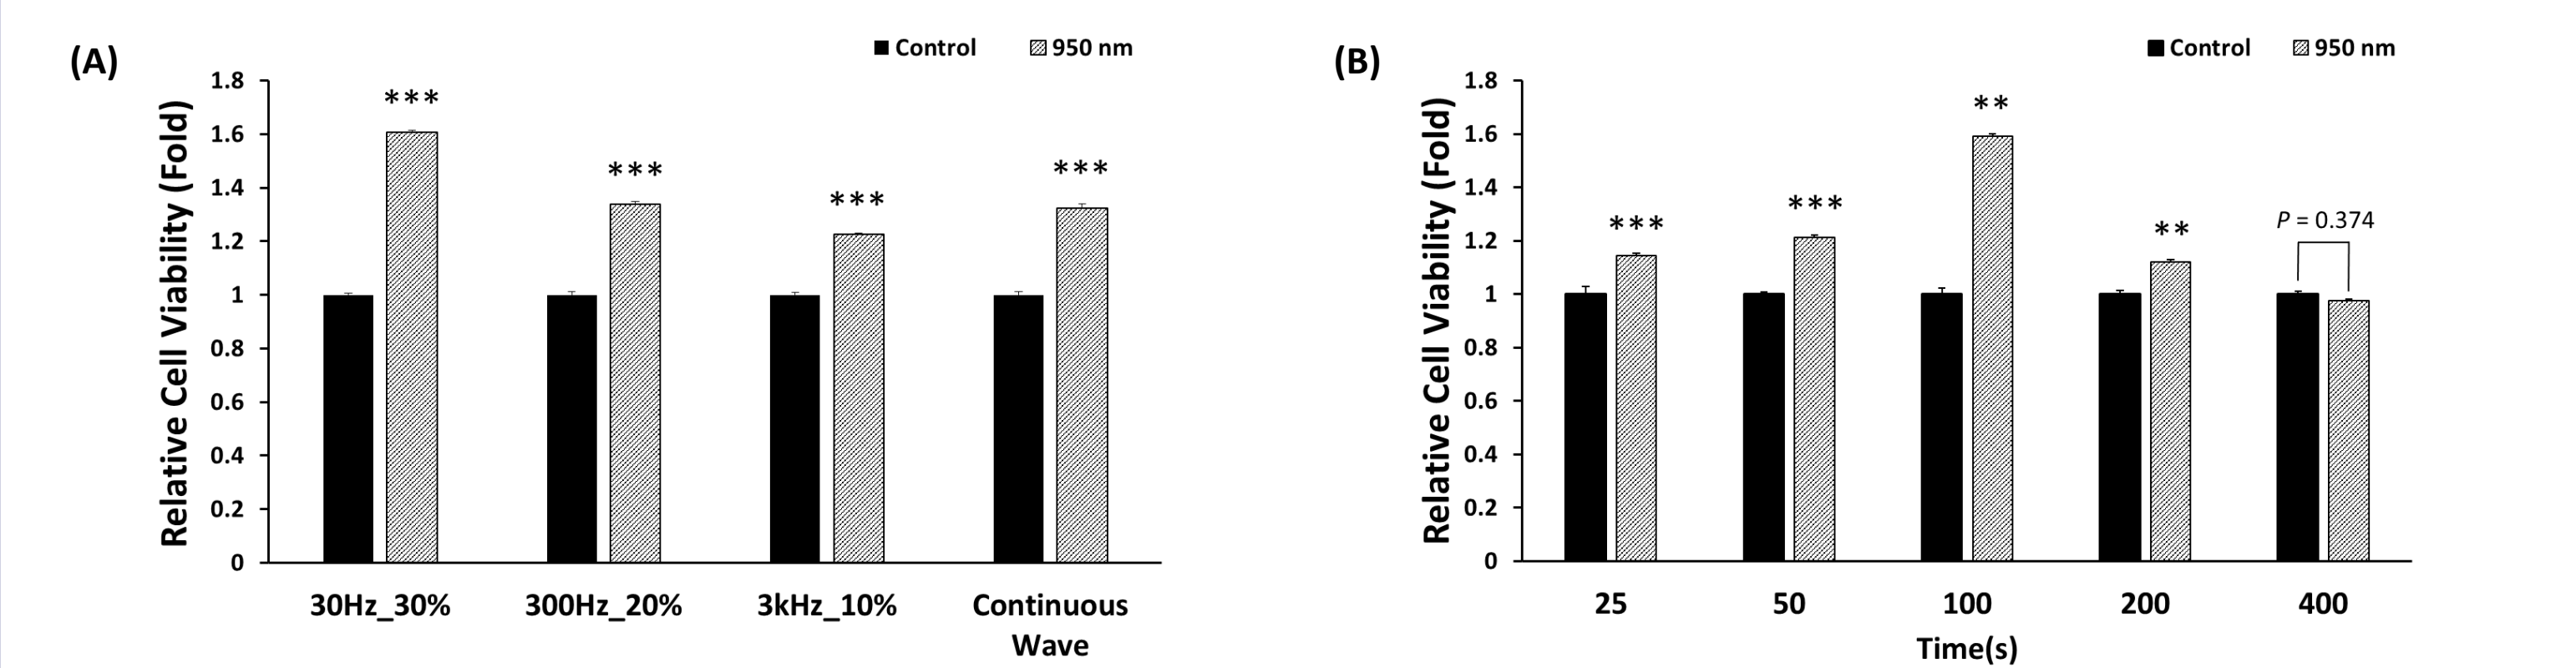 (A)
Control
950 nm
Relative Cell Viability (Fold)
1.8
1.6
1.4
1.2
1
0.8
0.6
0.4
0.2
0
***
***
***
***
30Hz_30%
300Hz_20%
3kHz_10%
Continuous
Wave
(B)
Control
950 nm
Relative Cell Viability (Fold)
1.8
1.6
1.4
1.2
1
0.8
0.6
0.4
0.2
0
***
***
**
**
P = 0.374
25
50
100
200
400
Time(s)